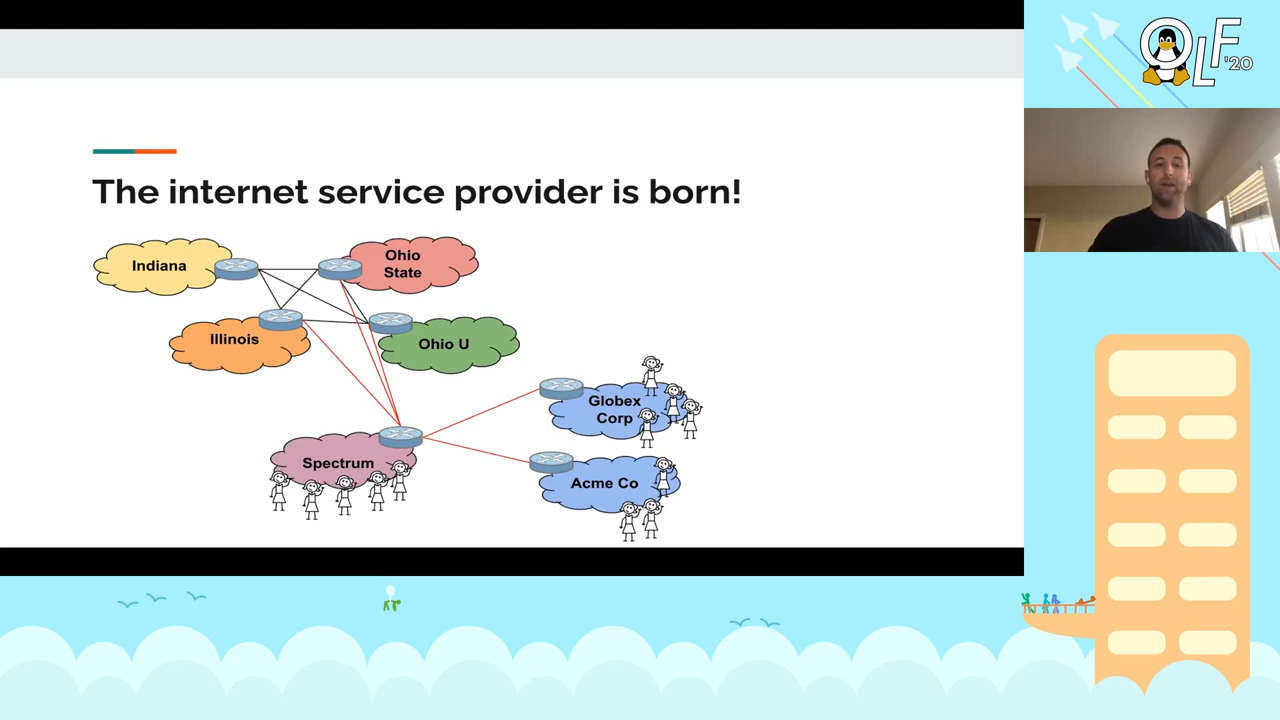 The internet service provider is born!
Indiana
Ohio
State
Illinois
Ohio U
Globex
Corp
Spectrum
Acme Co
OLF '20